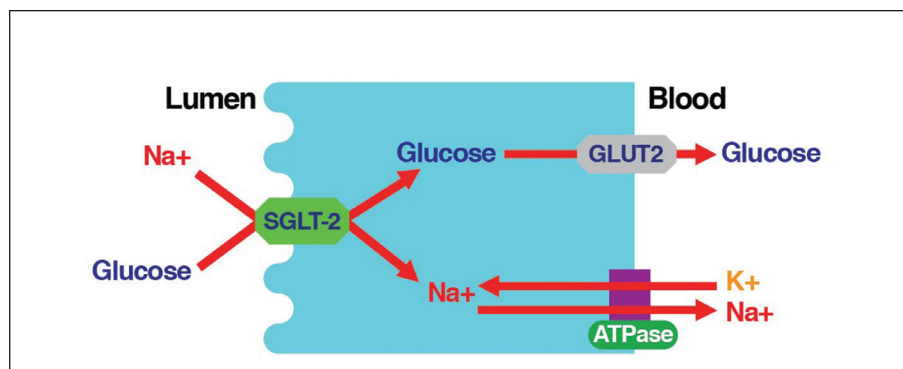 Lumen
Blood
Na+
Glucose
GLUT2
Glucose
SGLT-2
Glucose
Na+
K+
Na+
ATPase